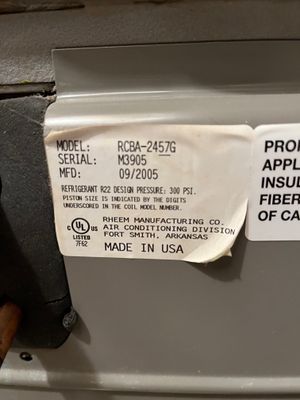 MODEL: RCBA-2457G
SERIAL: M3905
MFD: 09/2005
REFRIGERANT R22 DESIGN PRESSURE: 300 PSI.
PISTON SIZE IS INDICATED BY THE DIGITS
UNDERSCORED IN THE COIL MODEL NUMBER.
C UL US
LISTED
7F62
RHEEM MANUFACTURING CO.
AIR CONDITIONING DIVISION
FORT SMITH, ARKANSAS
MADE IN USA
APPL
INSUL
FIBER
OF CA